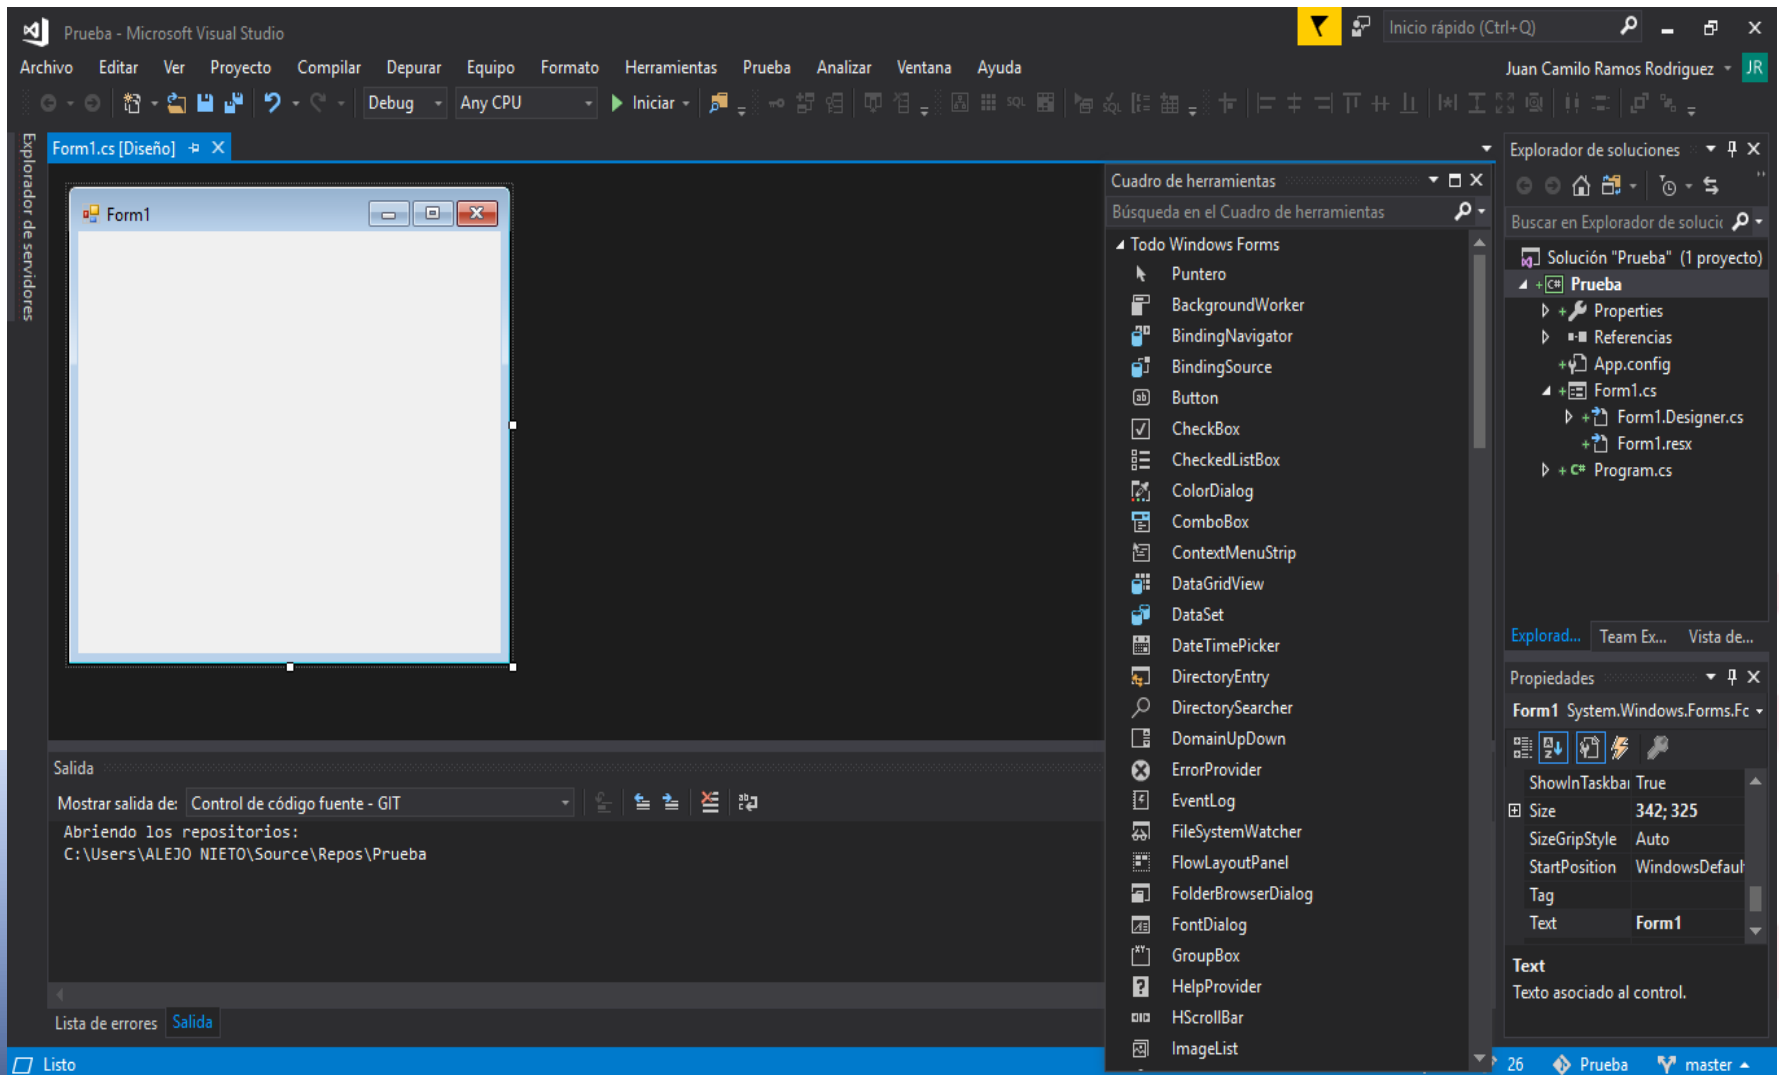 Prueba - Microsoft Visual Studio
Inicio rápido (Ctrl+Q)
Archivo Editar Ver Proyecto Compilar Depurar Equipo Formato Herramientas Prueba Analizar Ventana Ayuda
Juan Camilo Ramos Rodriguez JR
Debug Any CPU Iniciar
Explorador de servidores
Form1.cs [Diseño]
Form1
Salida
Mostrar salida de: Control de código fuente - GIT
Abriendo los repositorios:
C:\Users\ALEJO NIETO\Source\Repos\Prueba
Lista de errores Salida
Cuadro de herramientas
Búsqueda en el Cuadro de herramientas
Todo Windows Forms
Puntero
BackgroundWorker
BindingNavigator
BindingSource
Button
CheckBox
CheckedListBox
ColorDialog
ComboBox
ContextMenuStrip
DataGridView
DataSet
DateTimePicker
DirectoryEntry
DirectorySearcher
DomainUpDown
ErrorProvider
EventLog
FileSystemWatcher
FlowLayoutPanel
FolderBrowserDialog
FontDialog
GroupBox
HelpProvider
HScrollBar
ImageList
Explorador de soluciones
Buscar en Explorador de soluci
Solución "Prueba" (1 proyecto)
C# Prueba
Properties
Referencias
App.config
Form1.cs
Form1.Designer.cs
Form1.resx
C# Program.cs
Explorad... Team Ex... Vista de...
Propiedades
Form1 System.Windows.Forms.Fc
ShowInTaskbar True
Size 342; 325
SizeGripStyle Auto
StartPosition WindowsDefaul
Tag
Text Form1
Text
Texto asociado al control.
Listo
26 Prueba master